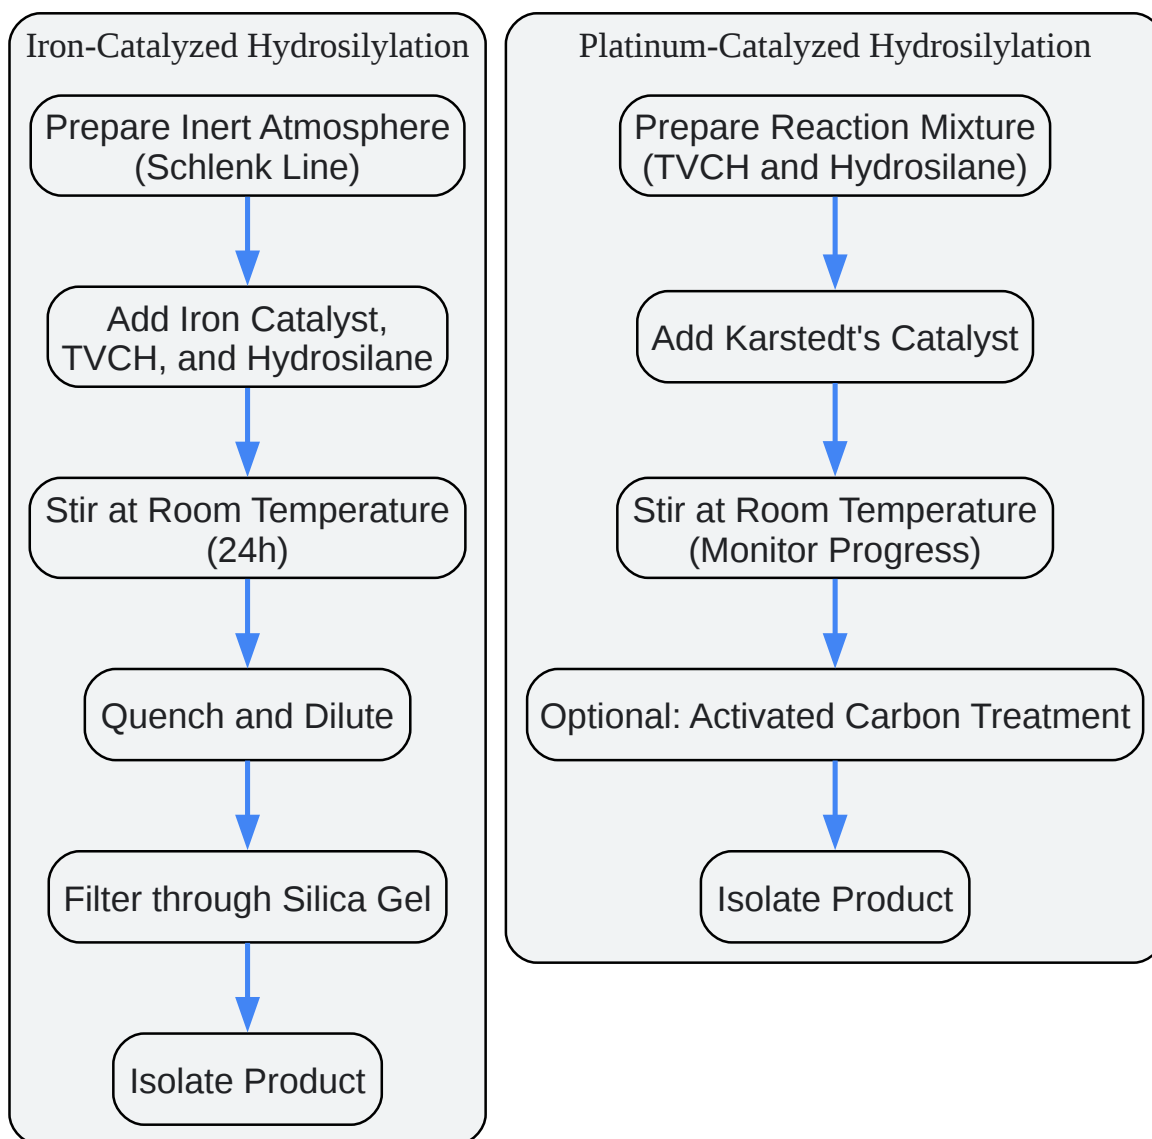 Iron-Catalyzed Hydrosilylation
Prepare Inert Atmosphere
(Schlenk Line)
Add Iron Catalyst,
TVCH, and Hydrosilane
Stir at Room Temperature
(24h)
Quench and Dilute
Filter through Silica Gel
Isolate Product
Platinum-Catalyzed Hydrosilylation
Prepare Reaction Mixture
(TVCH and Hydrosilane)
Add Karstedt's Catalyst
Stir at Room Temperature
(Monitor Progress)
Optional: Activated Carbon Treatment
Isolate Product